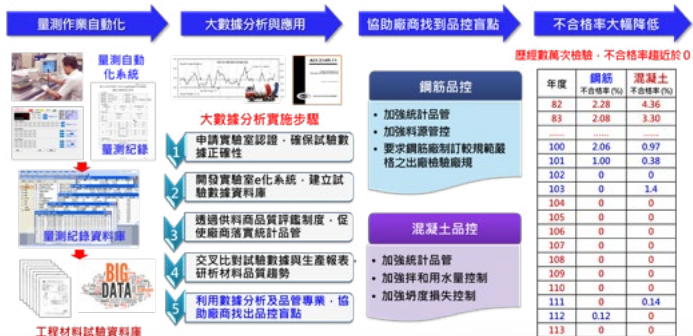 量測作業自動化
大數據分析與應用
協助廠商找到品控盲點
不合格率大幅降低
量測自動
化系統
量測紀錄
量測紀錄資料庫
BIG
DATA
工程材料試驗資料庫
大數據分析實施步驟
1
申請實驗室認證，確保試驗數
據正確性
2
開發實驗室e化系統，建立試
驗數據資料庫
3
透過供料商品質評鑑制度，促
使廠商落實統計品管
4
交叉比對試驗數據與生產報表，
研析材料品質趨勢
5
利用數據分析及品管專業，協
助廠商找出品控盲點
鋼筋品控
• 加強統計品管
• 加強料源管控
• 要求鋼筋廠制訂較規範嚴
格之出廠檢驗廠規
混凝土品控
• 加強統計品管
• 加強拌和用水量控制
• 加強坍度損失控制
歷經數萬次檢驗，不合格率趨近於0
年度 鋼筋 不合格率(%) 混凝土 不合格率(%)
82 2.28 4.36
83 2.08 3.30
...... ...... ......
100 2.06 0.97
101 1.00 0.38
102 0 0
103 0 1.4
104 0 0
105 0 0
106 0 0
107 0 0
108 0 0
109 0 0
110 0 0
111 0 0.14
112 0.12 0
113